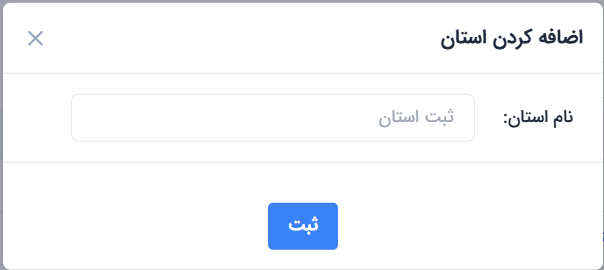 اضافه کردن استان
نام استان:
ثبت استان
ثبت